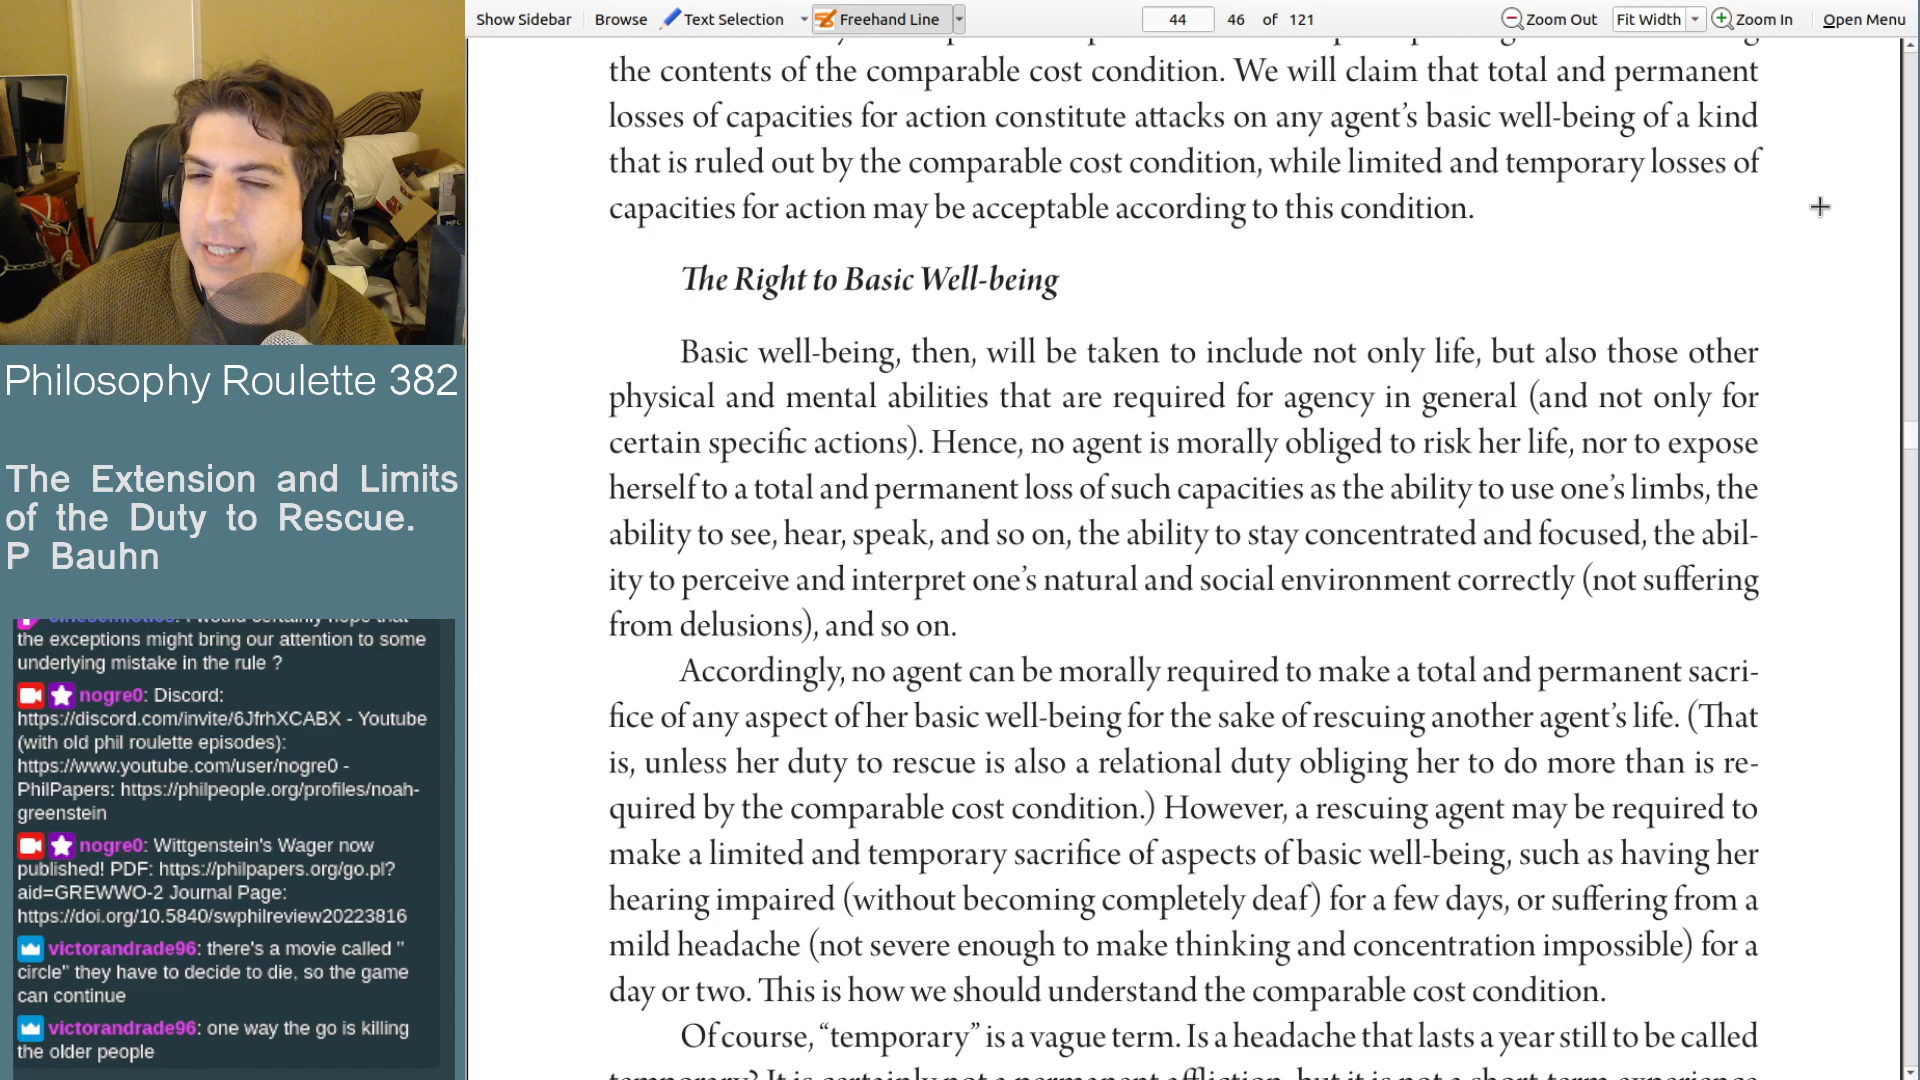 Show Sidebar Browse Text Selection Freehand Line 44 46 of 121 Zoom Out Fit Width Zoom In Open Menu
the contents of the comparable cost condition. We will claim that total and permanent
losses of capacities for action constitute attacks on any agent's basic well-being of a kind
that is ruled out by the comparable cost condition, while limited and temporary losses of
capacities for action may be acceptable according to this condition.
The Right to Basic Well-being
Basic well-being, then, will be taken to include not only life, but also those other
physical and mental abilities that are required for agency in general (and not only for
certain specific actions). Hence, no agent is morally obliged to risk her life, nor to expose
herself to a total and permanent loss of such capacities as the ability to use one's limbs, the
ability to see, hear, speak, and so on, the ability to stay concentrated and focused, the abil-
ity to perceive and interpret one's natural and social environment correctly (not suffering
from delusions), and so on.
Accordingly, no agent can be morally required to make a total and permanent sacri-
fice of any aspect of her basic well-being for the sake of rescuing another agent's life. (That
is, unless her duty to rescue is also a relational duty obliging her to do more than is re-
quired by the comparable cost condition.) However, a rescuing agent may be required to
make a limited and temporary sacrifice of aspects of basic well-being, such as having her
hearing impaired (without becoming completely deaf) for a few days, or suffering from a
mild headache (not severe enough to make thinking and concentration impossible) for a
day or two. This is how we should understand the comparable cost condition.
Of course, “temporary” is a vague term. Is a headache that lasts a year still to be called
Philosophy Roulette 382
The Extension and Limits
of the Duty to Rescue.
P Bauhn
the exceptions might bring our attention to some
underlying mistake in the rule ?
nogre0: Discord:
https://discord.com/invite/6JfrhXCABX - Youtube
(with old phil roulette episodes):
https://www.youtube.com/user/nogre0 -
PhilPapers: https://philpeople.org/profiles/noah-
greenstein
nogre0: Wittgenstein's Wager now
published! PDF: https://philpapers.org/go.pl?
aid=GREWWO-2 Journal Page:
https://doi.org/10.5840/swphilreview20223816
victorandrade96: there's a movie called "
circle" they have to decide to die, so the game
can continue
victorandrade96: one way the go is killing
the older people